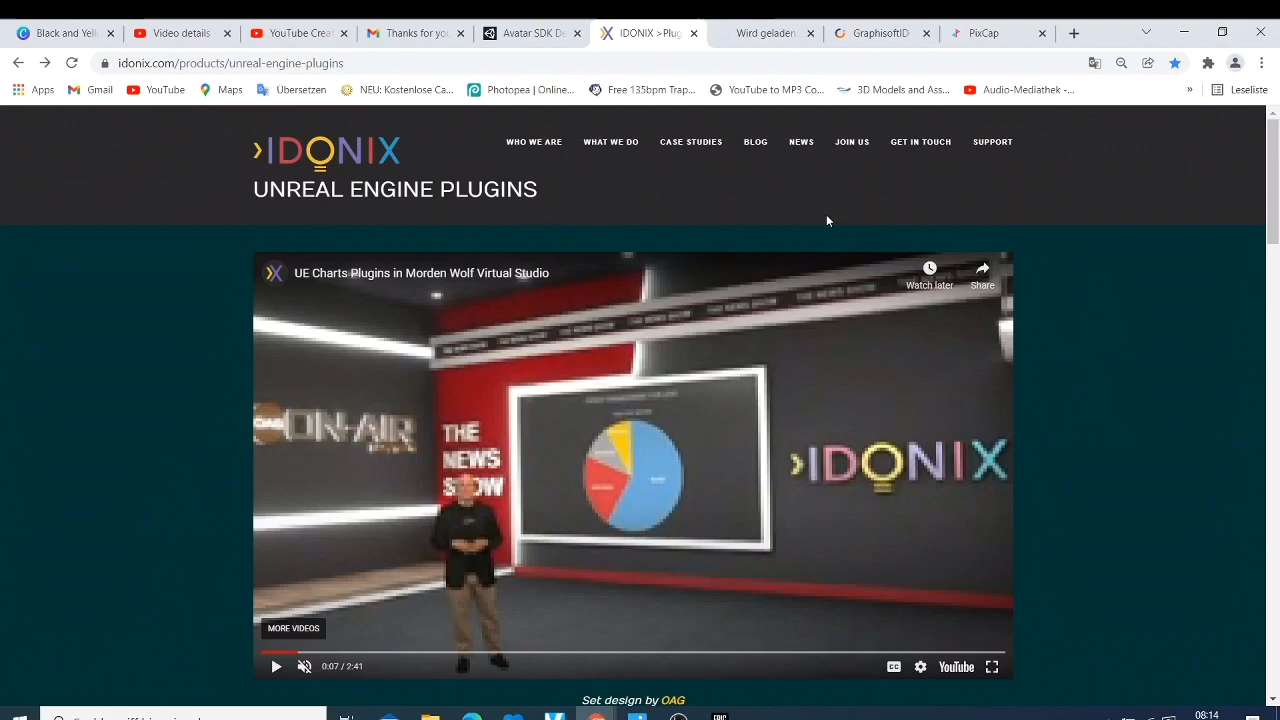 Black and Yell
Video details
YouTube Creat
Thanks for you
Avatar SDK De
IDONIX >Plug
Wird geladen
GraphisoftID
PixCap
idonix.com/products/unreal-engine-plugins
Apps
Gmail
YouTube
Maps
Übersetzen
NEU: Kostenlose Ca...
Photopea | Online...
Free 135bpm Trap...
YouTube to MP3 Co...
3D Models and Ass...
Audio-Mediathek -...
»
Leseliste
IDONIX
WHO WE ARE
WHAT WE DO
CASE STUDIES
BLOG
NEWS
JOIN US
GET IN TOUCH
SUPPORT
UNREAL ENGINE PLUGINS
UE Charts Plugins in Morden Wolf Virtual Studio
Watch later
Share
ON-AIR
THE
NEWS
SHOW
IDONIX
MORE VIDEOS
0:07 / 2:41
CC
YouTube
Set design by OAG
08:14